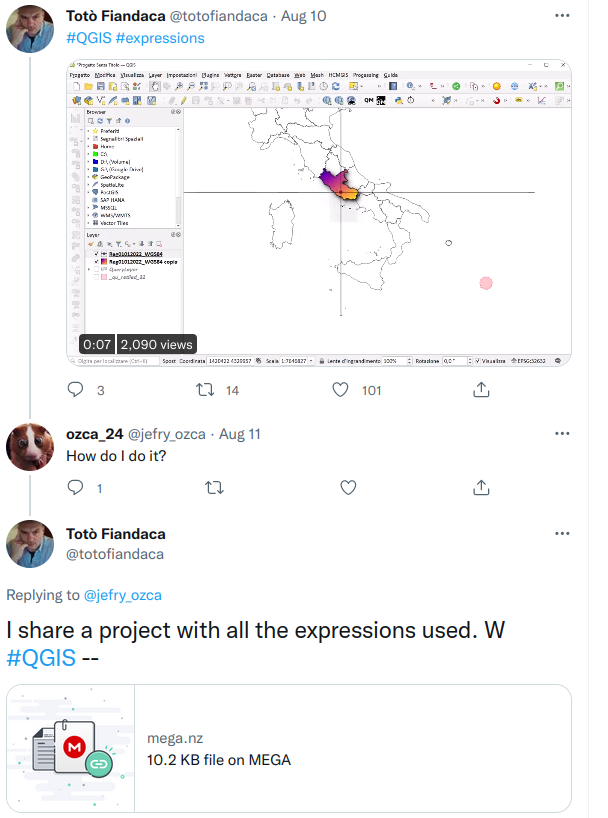 Totò Fiandaca @totofiandaca · Aug 10
#QGIS #expressions
*Progetto Senza Titolo — QGIS
Progetto Modifica Visualizza Layer Impostazioni Plugins Vettore Raster Database Web Mesh HCMGIS Processing Guida
Browser
Preferiti
Segnalibri Spaziali
Home
C:\
D:\ (Volume)
G:\ (Google Drive)
GeoPackage
SpatiaLite
PostGIS
SAP HANA
MSSQL
WMS/WMTS
Vector Tiles
Layer
Reg01012022_WGS84
Reg01012022_WGS84 copia
QueryLayer
0:07 2,090 views
Digita per localizzare (Ctrl+K) Spost Coordinata 1420422 4329957 Scala 1:7646827 Lente d'ingrandimento 100% Rotazione 0,0 ° Visualizza EPSG:32632
3 14 101
ozca_24 @jefry_ozca · Aug 11
How do I do it?
1
Totò Fiandaca
@totofiandaca
Replying to @jefry_ozca
I share a project with all the expressions used. W
#QGIS --
M
mega.nz
10.2 KB file on MEGA